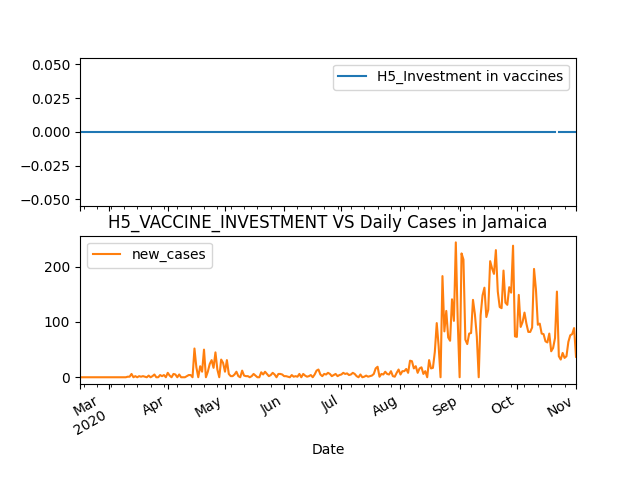 0.050
0.025
0.000
−0.025
−0.050
H5_Investment in vaccines
H5_VACCINE_INVESTMENT VS Daily Cases in Jamaica
200
100
0
new_cases
Mar
2020
Apr
May
Jun
Jul
Aug
Sep
Oct
Nov
Date